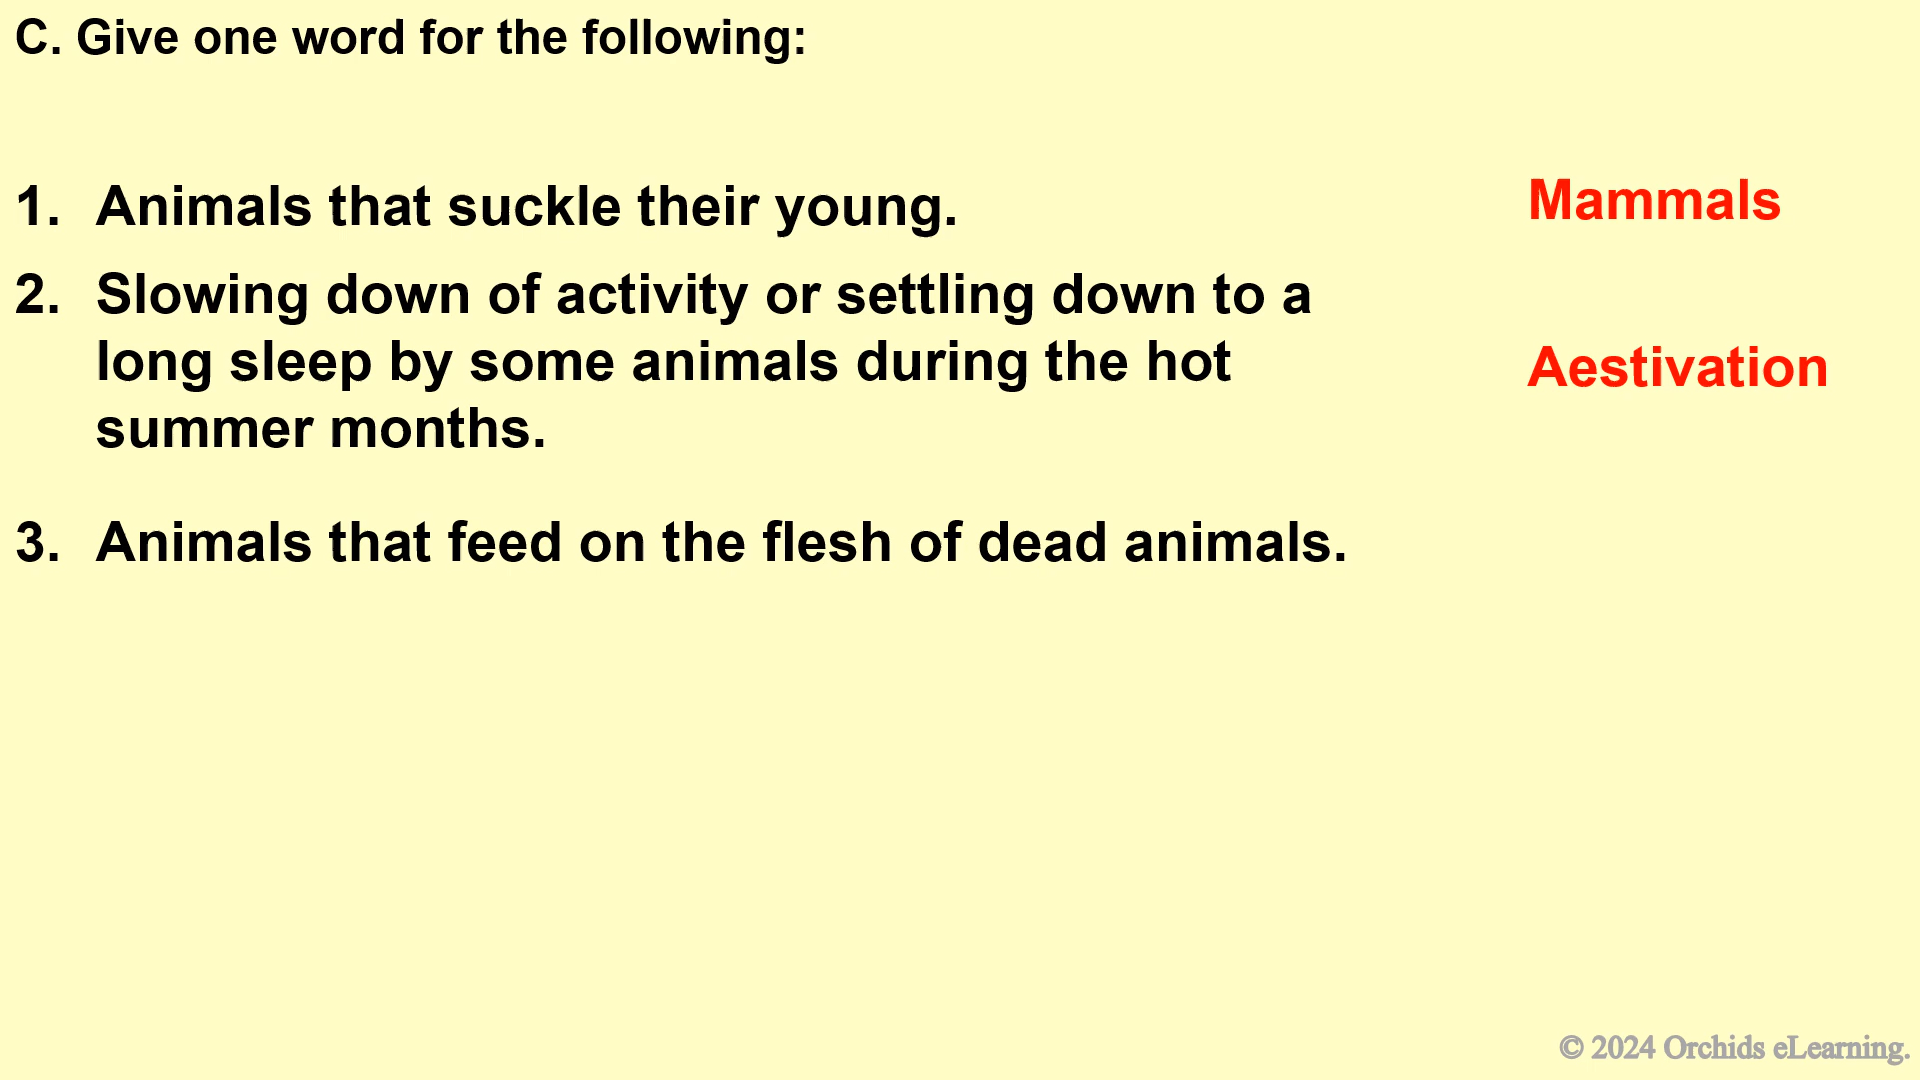 C. Give one word for the following:
1. Animals that suckle their young.
Mammals
2. Slowing down of activity or settling down to a
long sleep by some animals during the hot
summer months.
Aestivation
3. Animals that feed on the flesh of dead animals.
© 2024 Orchids eLearning.